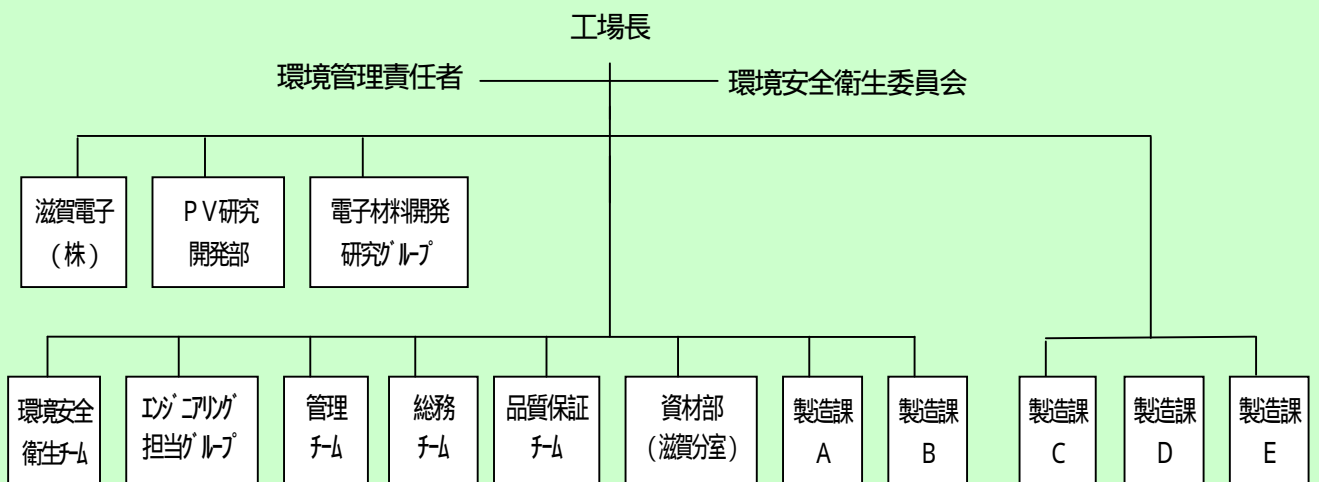 工場長
環境管理責任者
環境安全衛生委員会
滋賀電子
(株)
PV研究
開発部
電子材料開発
研究ｸﾞﾙｰﾌﾟ
環境安全
衛生ﾁｰﾑ
ｴﾝｼﾞﾆｱﾘﾝｸﾞ
担当ｸﾞﾙｰﾌﾟ
管理
ﾁｰﾑ
総務
ﾁｰﾑ
品質保証
ﾁｰﾑ
資材部
(滋賀分室)
製造課
A
製造課
B
製造課
C
製造課
D
製造課
E